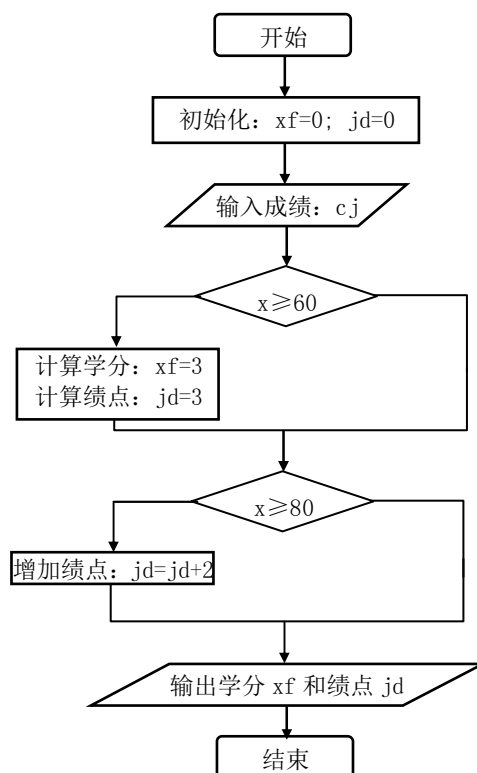 开始
初始化：xf=0; jd=0
输入成绩：cj
x≥60
计算学分：xf=3
计算绩点：jd=3
x≥80
增加绩点：jd=jd+2
输出学分 xf 和绩点 jd
结束